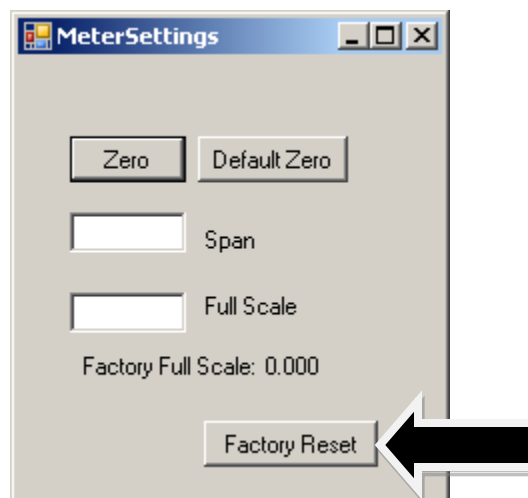 MeterSettings
Zero Default Zero
Span
Full Scale
Factory Full Scale: 0.000
Factory Reset